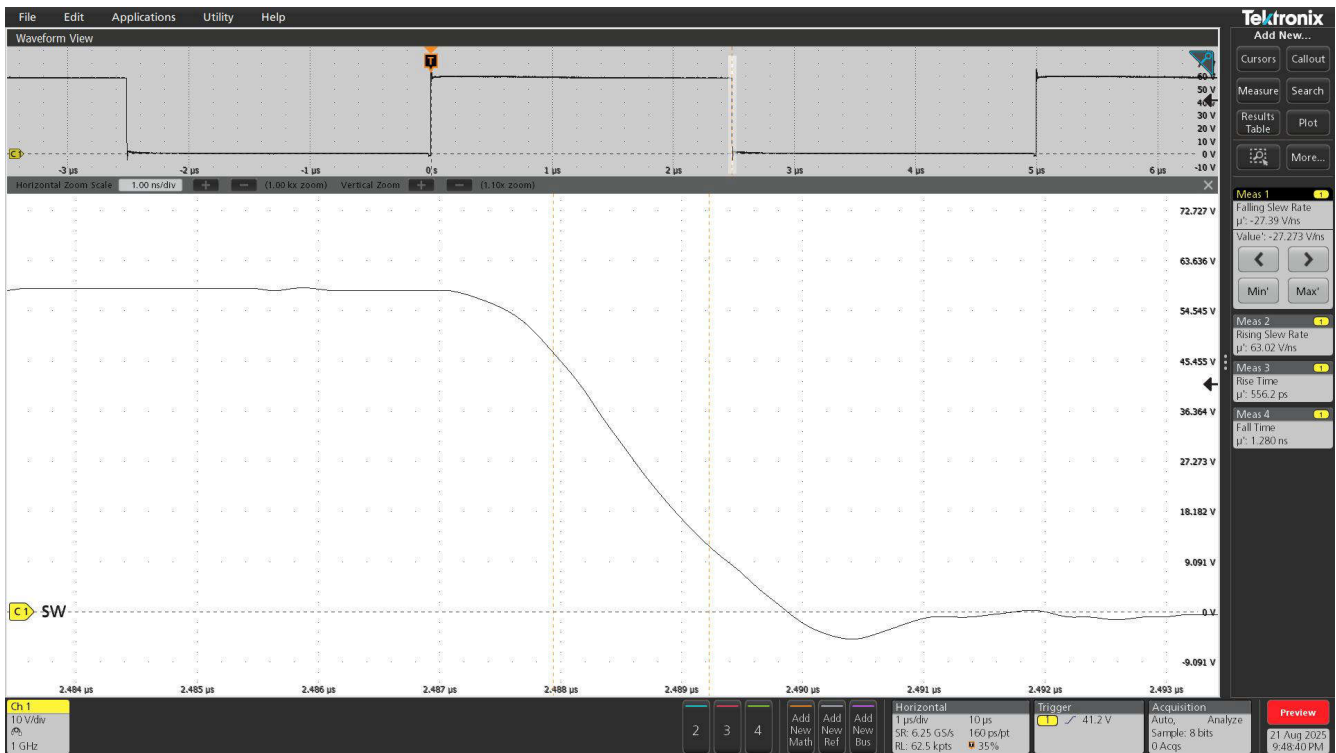 File Edit Applications Utility Help
Tektronix
Add New...
Waveform View
Cursors Callout
Measure Search
Results Table Plot
More...
T
60 V
50 V
40 V
30 V
20 V
10 V
0 V
-10 V
C1
-3 µs -2 µs -1 µs 0 s 1 µs 2 µs 3 µs 4 µs 5 µs 6 µs
Horizontal Zoom Scale 1.00 ns/div + - (1.00 kx zoom) Vertical Zoom + - (1.10x zoom)
72.727 V
63.636 V
54.545 V
45.455 V
36.364 V
27.273 V
18.182 V
9.091 V
0 V
-9.091 V
C1 SW
2.484 µs 2.485 µs 2.486 µs 2.487 µs 2.488 µs 2.489 µs 2.490 µs 2.491 µs 2.492 µs 2.493 µs
Meas 1 1
Falling Slew Rate
µ': -27.39 V/ns
Value': -27.273 V/ns
Min' Max'
Meas 2 1
Rising Slew Rate
µ': 63.02 V/ns
Meas 3 1
Rise Time
µ': 556.2 ps
Meas 4 1
Fall Time
µ': 1.280 ns
Ch 1
10 V/div
1 GHz
2 3 4
Add New Math
Add New Ref
Add New Bus
Horizontal
1 µs/div 10 µs
SR: 6.25 GS/s 160 ps/pt
RL: 62.5 kpts 35%
Trigger
1 41.2 V
Acquisition
Auto, Analyze
Sample: 8 bits
0 Acqs
Preview
21 Aug 2025
9:48:40 PM